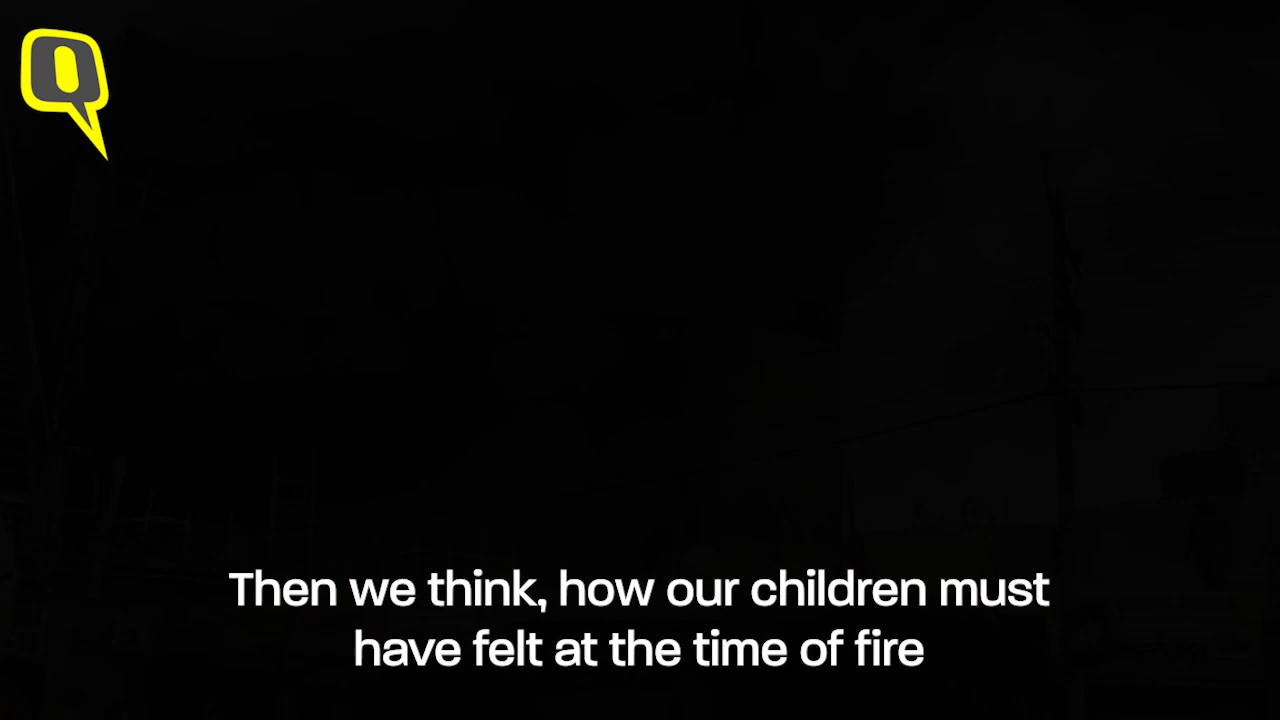 Then we think, how our children must
have felt at the time of fire